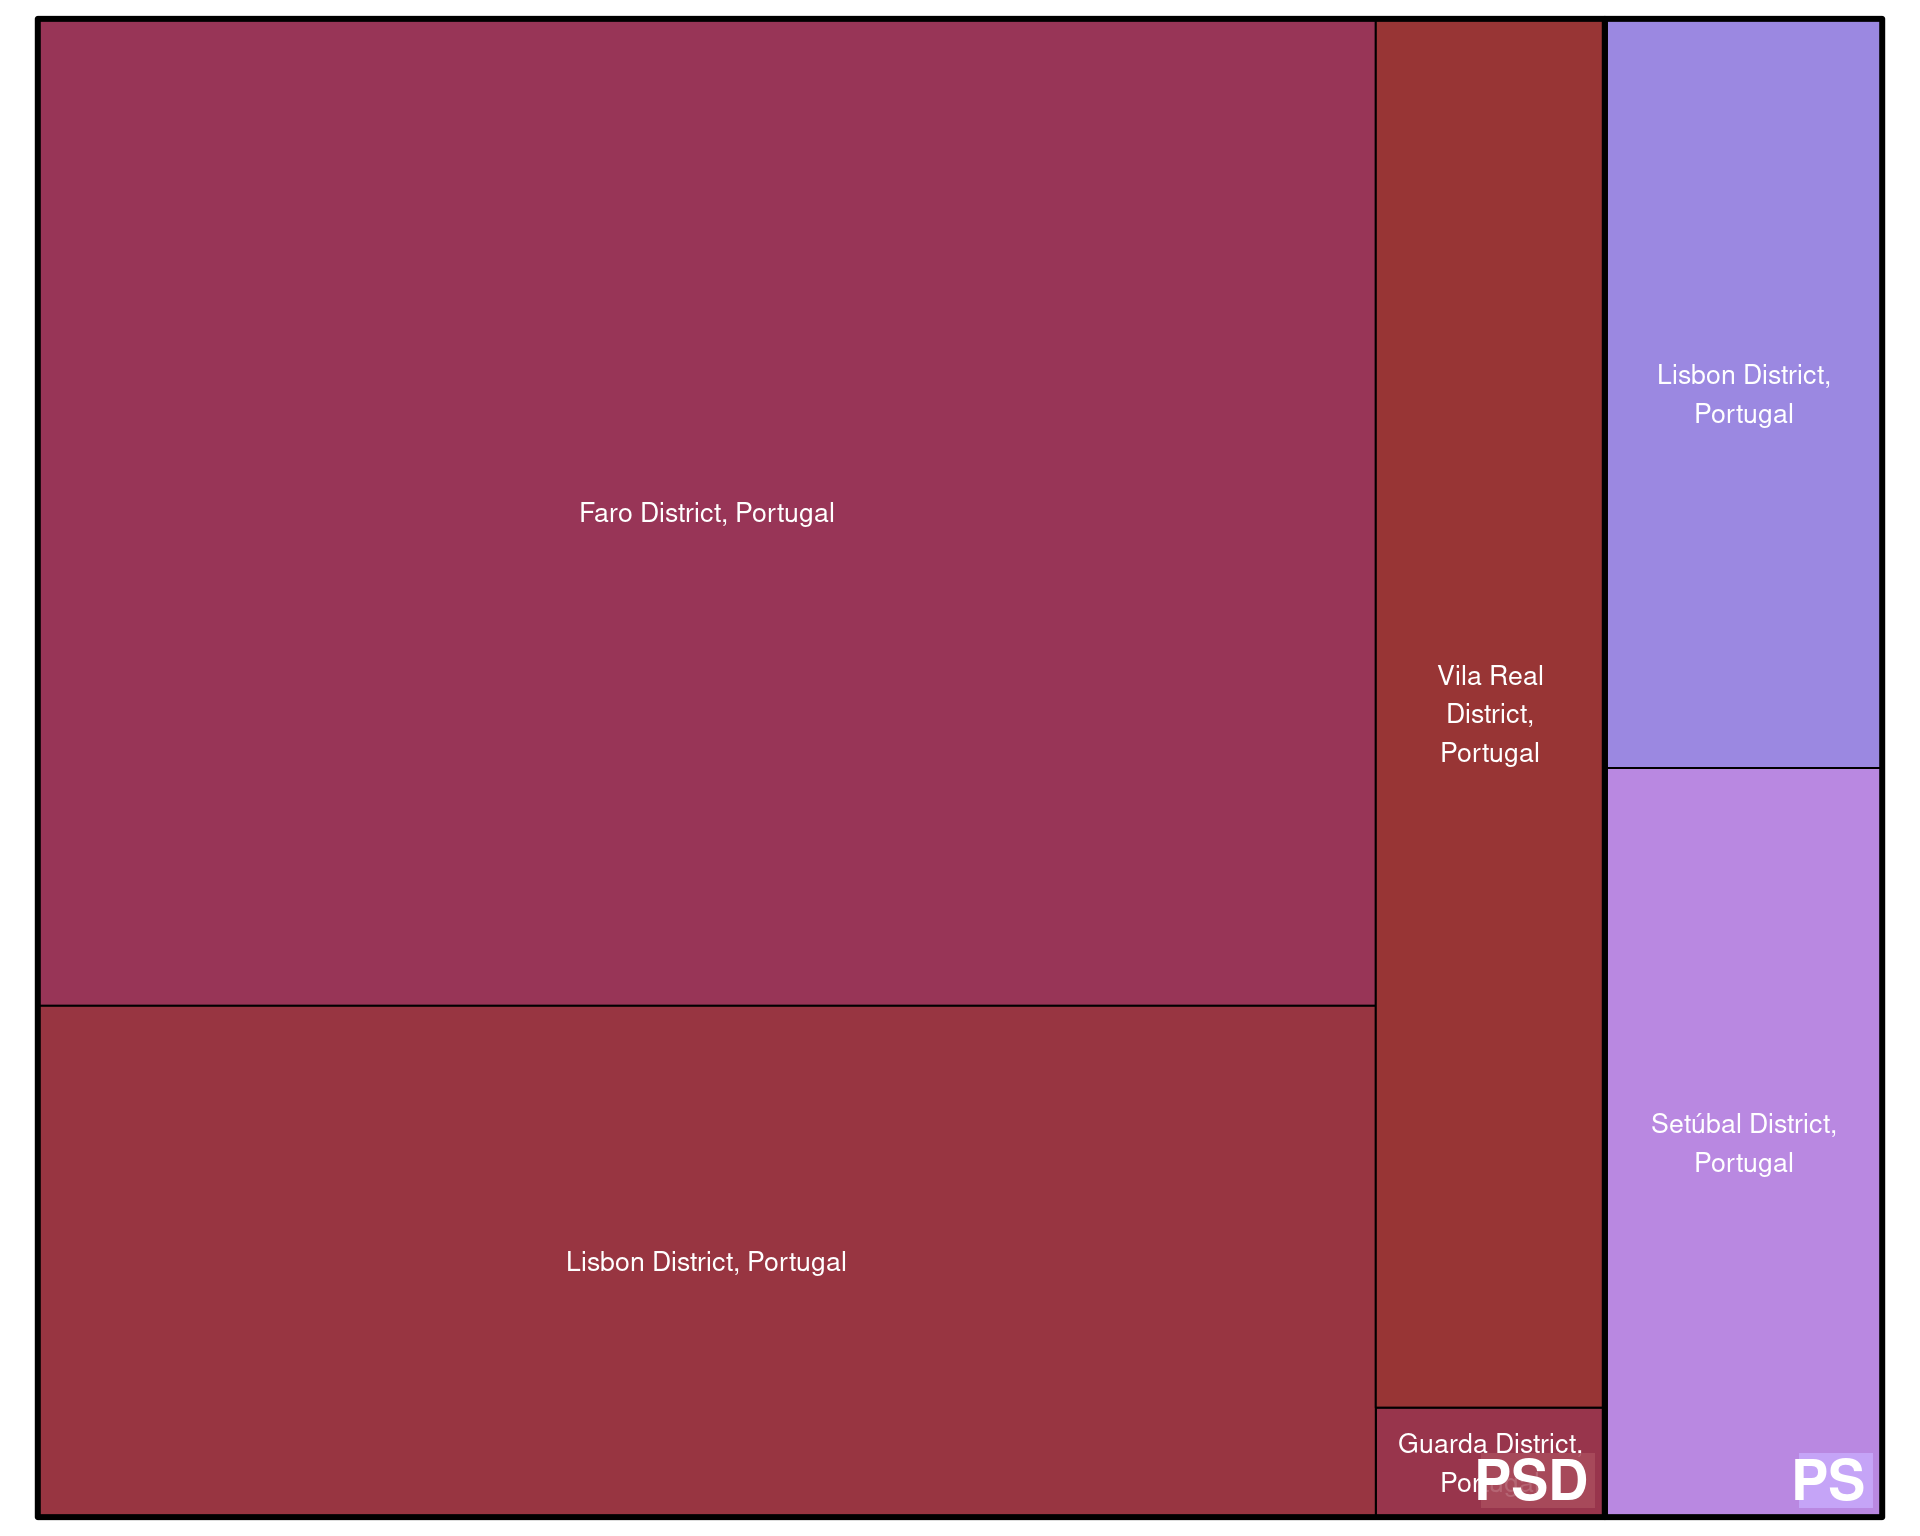 Faro District, Portugal
Lisbon District, Portugal
Vila Real
District,
Portugal
Guarda District,
Portugal
PSD
Lisbon District,
Portugal
Setúbal District,
Portugal
PS